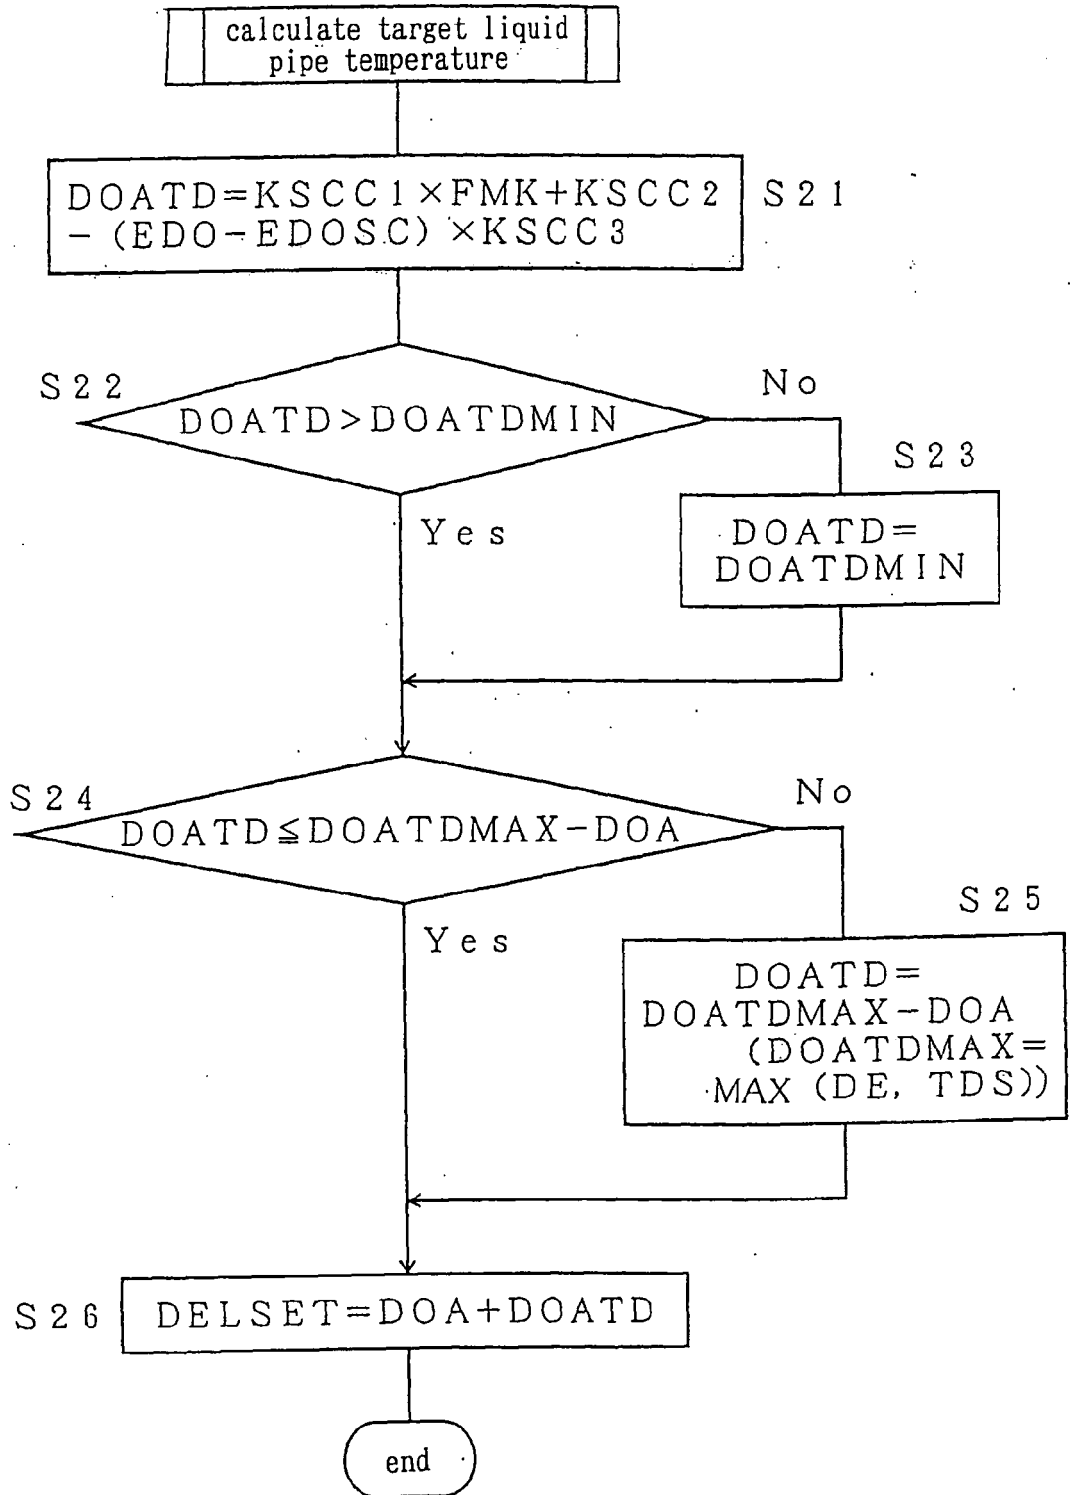 calculate target liquid
pipe temperature
DOATD=KSCC1×FMK+KSCC2
-(EDO-EDOSC)×KSCC3
S21
S22
DOATD>DOATDMIN
No
Yes
S23
DOATD=
DOATDMIN
S24
DOATD≦DOATDMAX-DOA
No
Yes
S25
DOATD=
DOATDMAX-DOA
(DOATDMAX=
MAX (DE, TDS))
S26
DELSET=DOA+DOATD
end